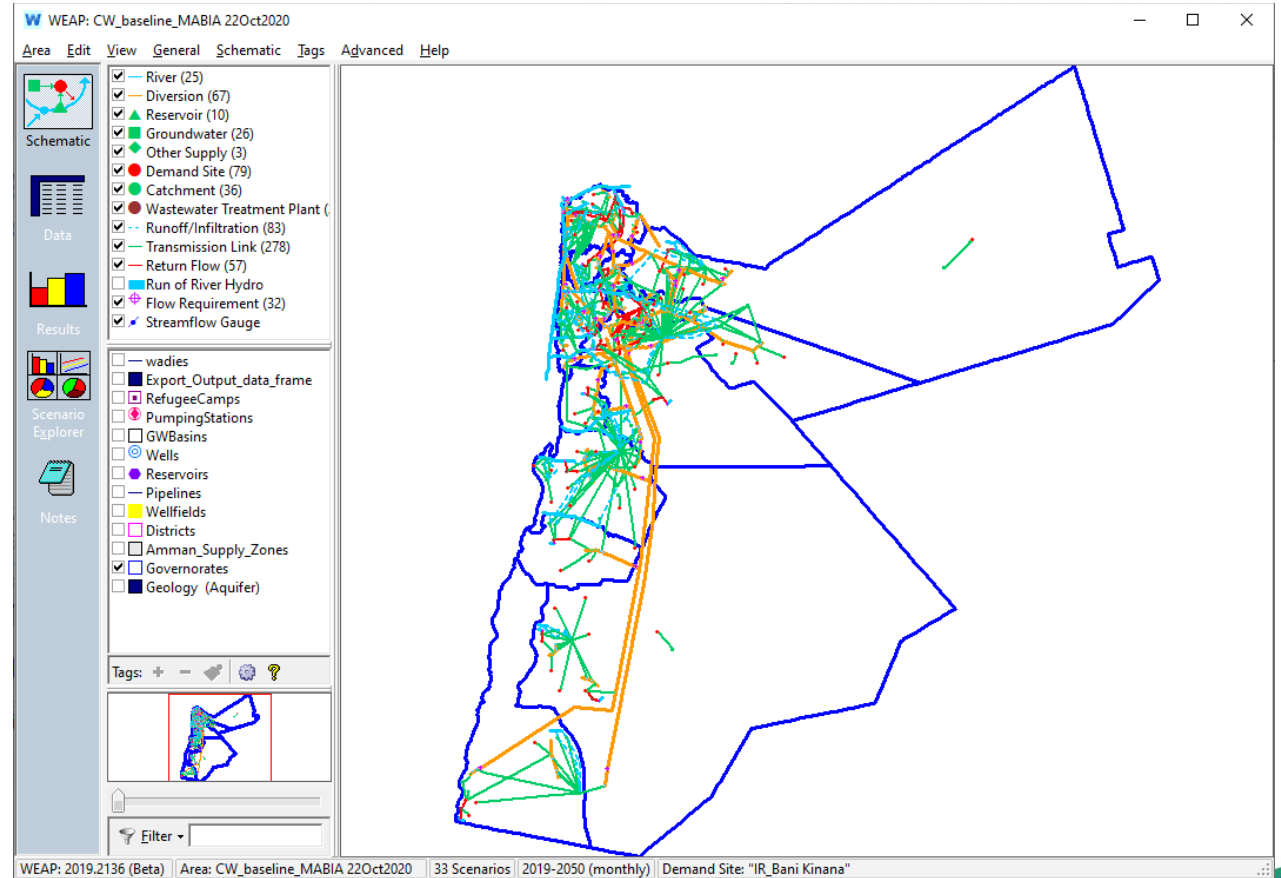 WEAP: CW_baseline_MABIA 22Oct2020
Area Edit View General Schematic Tags Advanced Help
Schematic
Data
Results
Scenario
Explorer
Notes
River (25)
Diversion (67)
Reservoir (10)
Groundwater (26)
Other Supply (3)
Demand Site (79)
Catchment (36)
Wastewater Treatment Plant (
Runoff/Infiltration (83)
Transmission Link (278)
Return Flow (57)
Run of River Hydro
Flow Requirement (32)
Streamflow Gauge
wadies
Export_Output_data_frame
RefugeeCamps
PumpingStations
GWBasins
Wells
Reservoirs
Pipelines
Wellfields
Districts
Amman_Supply_Zones
Governorates
Geology (Aquifer)
Tags:
Filter
WEAP: 2019.2136 (Beta) Area: CW_baseline_MABIA 22Oct2020 33 Scenarios 2019-2050 (monthly) Demand Site: "IR_Bani Kinana"